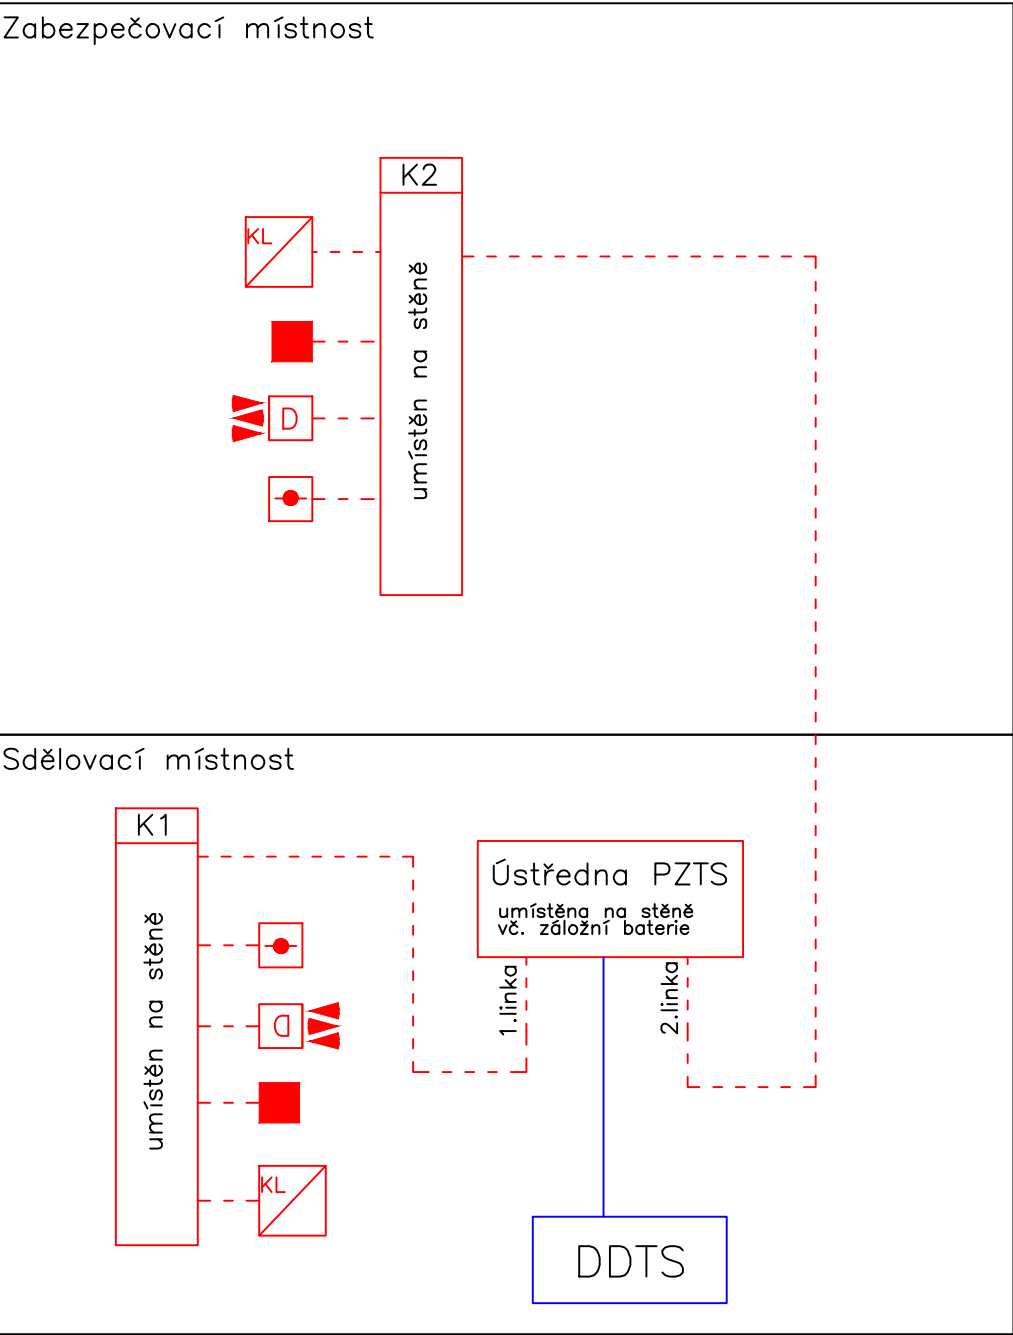 Zabezpečovací místnost
K2
KL
umístěn na stěně
D
Sdělovací místnost
K1
umístěn na stěně
D
KL
Ústředna PZTS
umístěna na stěně
vč. záložní baterie
1.linka
2.linka
DDTS